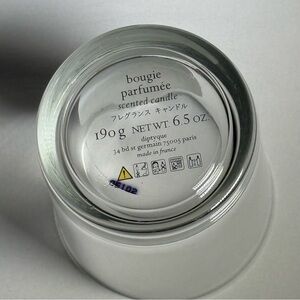 bougie
parfumée
scented candle
フレグランス キャンドル
190 g NET WT. 6.5 OZ.
diptyque
34 bd st germain 75005 paris
made in france